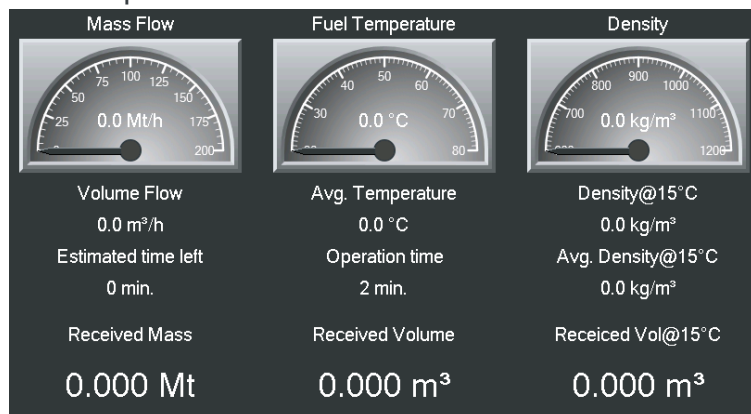 Mass Flow Fuel Temperature Density
75 100 125 40 50 60 800 900 1000
50 150 30 70 700 1100
25 0.0 Mt/h 175 0.0 °C 0.0 kg/m³
200 80 1200
Volume Flow Avg. Temperature Density@15°C
0.0 m³/h 0.0 °C 0.0 kg/m³
Estimated time left Operation time Avg. Density@15°C
0 min. 2 min. 0.0 kg/m³
Received Mass Received Volume Receiced Vol@15°C
0.000 Mt 0.000 m³ 0.000 m³